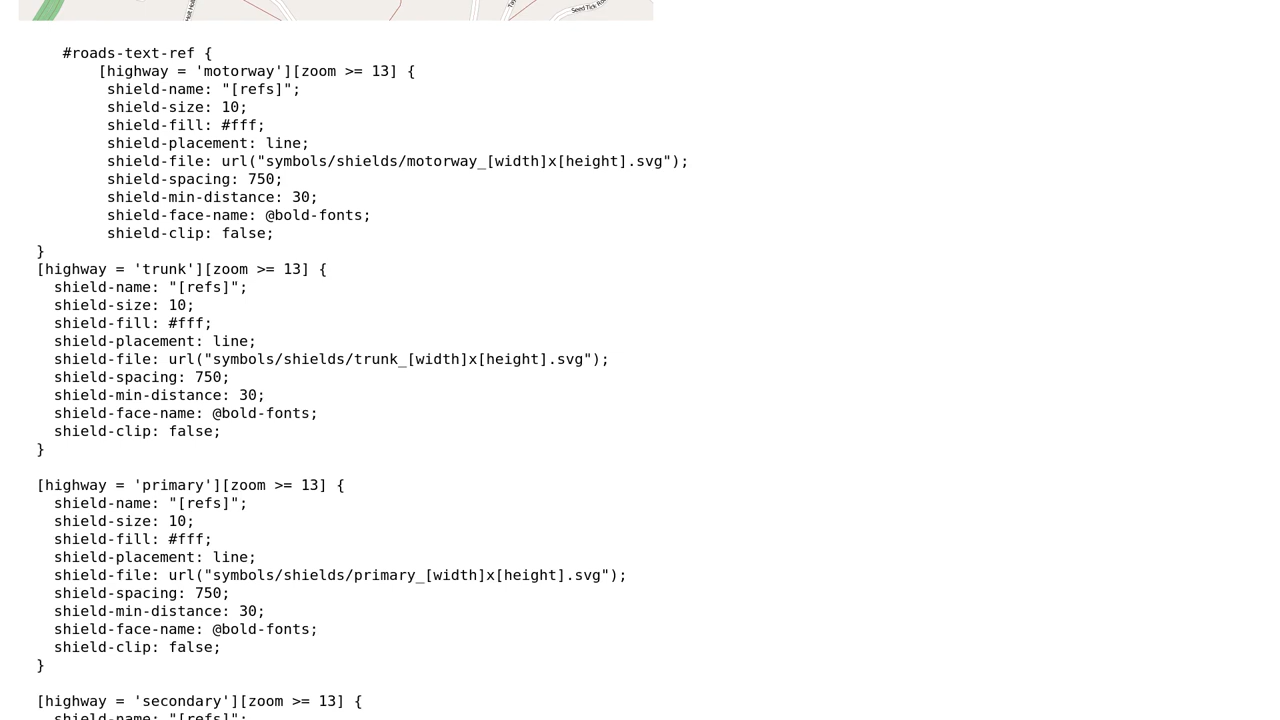 Seed Tick Ro
#roads-text-ref {
[highway = 'motorway'][zoom >= 13] {
shield-name: "[refs]";
shield-size: 10;
shield-fill: #fff;
shield-placement: line;
shield-file: url("symbols/shields/motorway_[width]x[height].svg");
shield-spacing: 750;
shield-min-distance: 30;
shield-face-name: @bold-fonts;
shield-clip: false;
}
[highway = 'trunk'][zoom >= 13] {
shield-name: "[refs]";
shield-size: 10;
shield-fill: #fff;
shield-placement: line;
shield-file: url("symbols/shields/trunk_[width]x[height].svg");
shield-spacing: 750;
shield-min-distance: 30;
shield-face-name: @bold-fonts;
shield-clip: false;
}
[highway = 'primary'][zoom >= 13] {
shield-name: "[refs]";
shield-size: 10;
shield-fill: #fff;
shield-placement: line;
shield-file: url("symbols/shields/primary_[width]x[height].svg");
shield-spacing: 750;
shield-min-distance: 30;
shield-face-name: @bold-fonts;
shield-clip: false;
}
[highway = 'secondary'][zoom >= 13] {
shield-name: "[refs]";